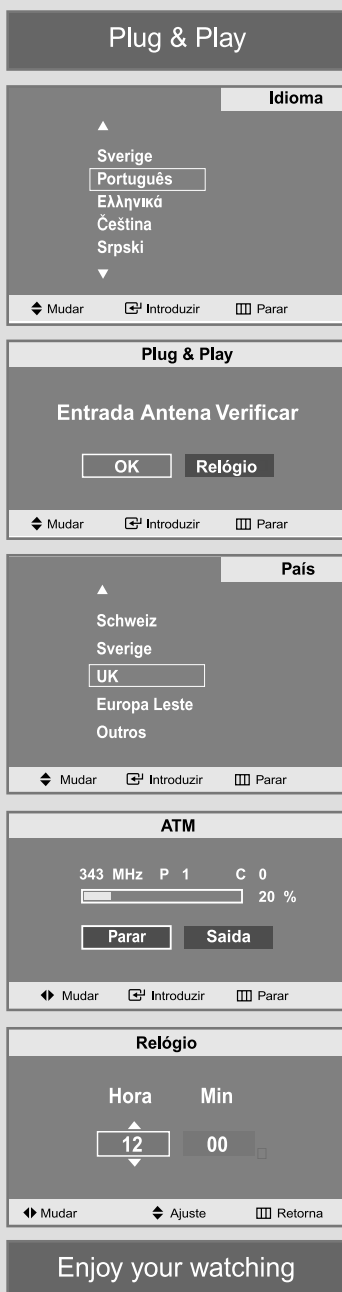 Plug & Play
Idioma
Sverige
Português
Ελληνικά
Čeština
Srpski
Mudar Introduzir Parar
Plug & Play
Entrada Antena Verificar
OK Relógio
Mudar Introduzir Parar
País
Schweiz
Sverige
UK
Europa Leste
Outros
Mudar Introduzir Parar
ATM
343 MHz P 1 C 0
20 %
Parar Saida
Mudar Introduzir Parar
Relógio
Hora Min
12 00
Mudar Ajuste Retorna
Enjoy your watching